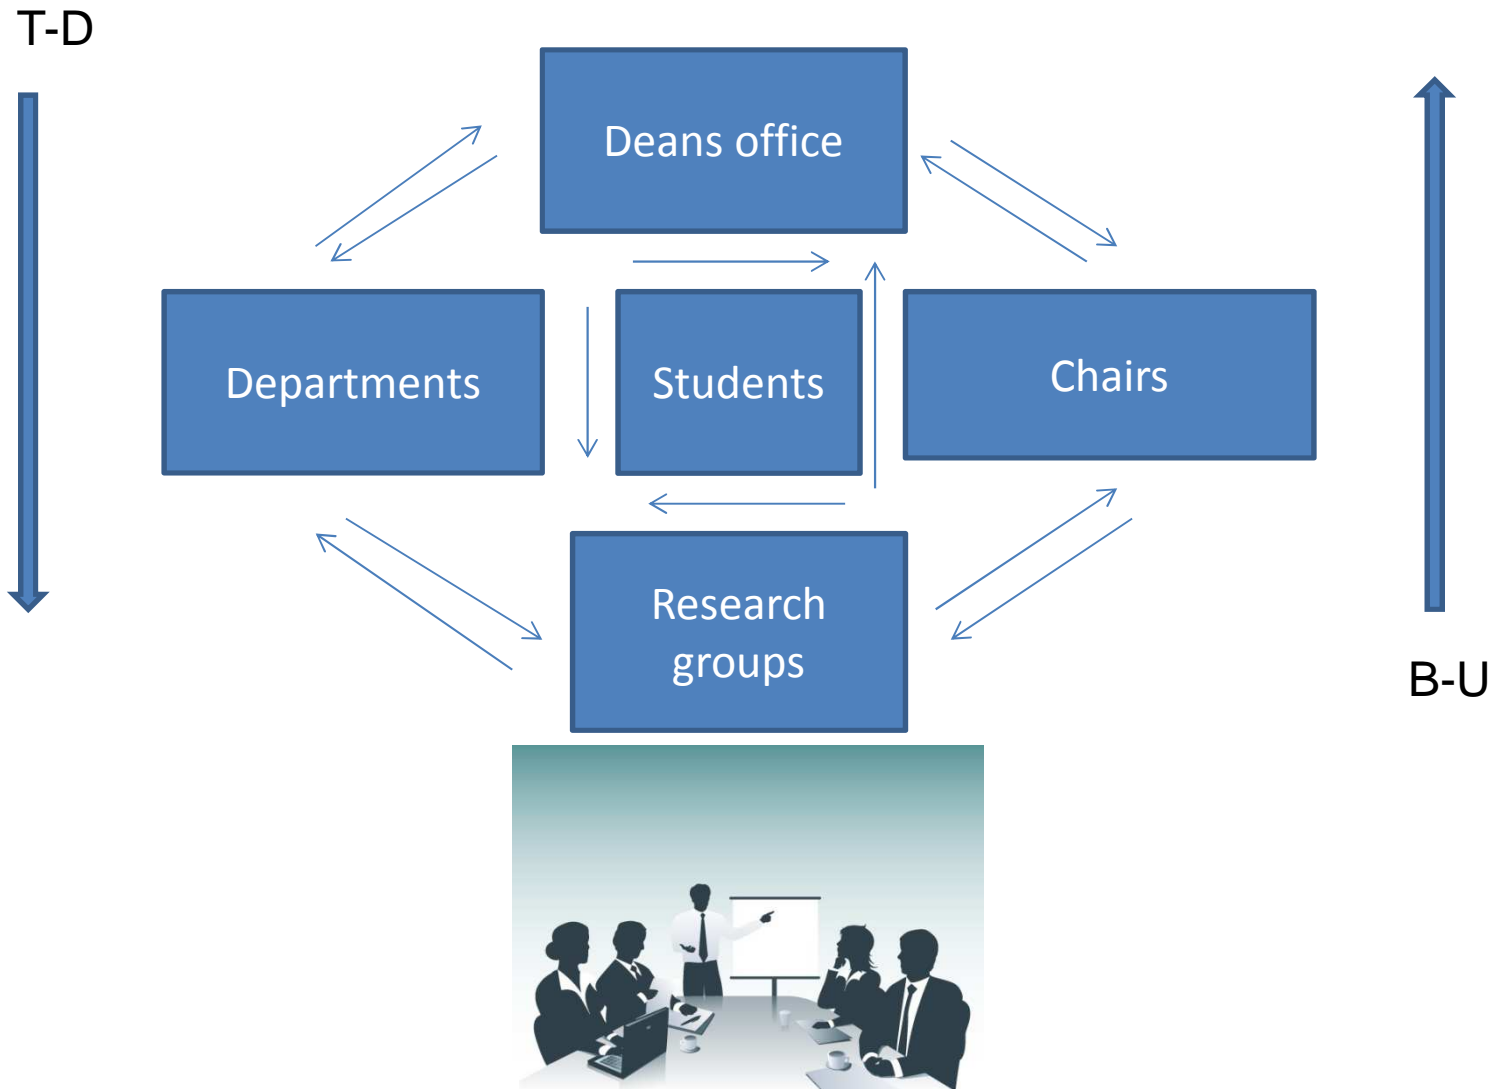 T-D
Deans office
Departments
Students
Chairs
Research
groups
B-U